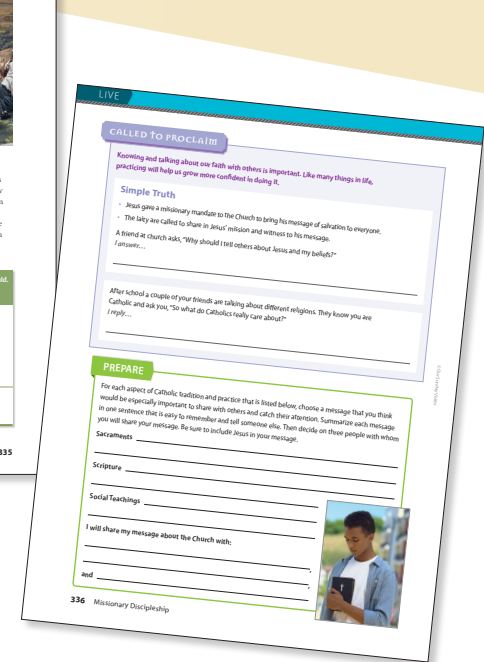 LIVE
CALLED TO PROCLAIM
Knowing and talking about our faith with others is important. Like many things in life,
practicing will help us grow more confident in doing it.
Simple Truth
· Jesus gave a missionary mandate to the Church to bring his message of salvation to everyone.
· The laity are called to share in Jesus' mission and witness to his message.
A friend at church asks, "Why should I tell others about Jesus and my beliefs?"
I answer…
After school a couple of your friends are talking about different religions. They know you are
Catholic and ask you, "So what do Catholics really care about?"
I reply…
PREPARE
For each aspect of Catholic tradition and practice that is listed below, choose a message that you think
would be especially important to share with others and catch their attention. Summarize each message
in one sentence that is easy to remember and tell someone else. Then decide on three people with whom
you will share your message. Be sure to include Jesus in your message.
Sacraments
Scripture
Social Teachings
I will share my message about the Church with:
,
,
and .
336 Missionary Discipleship
335